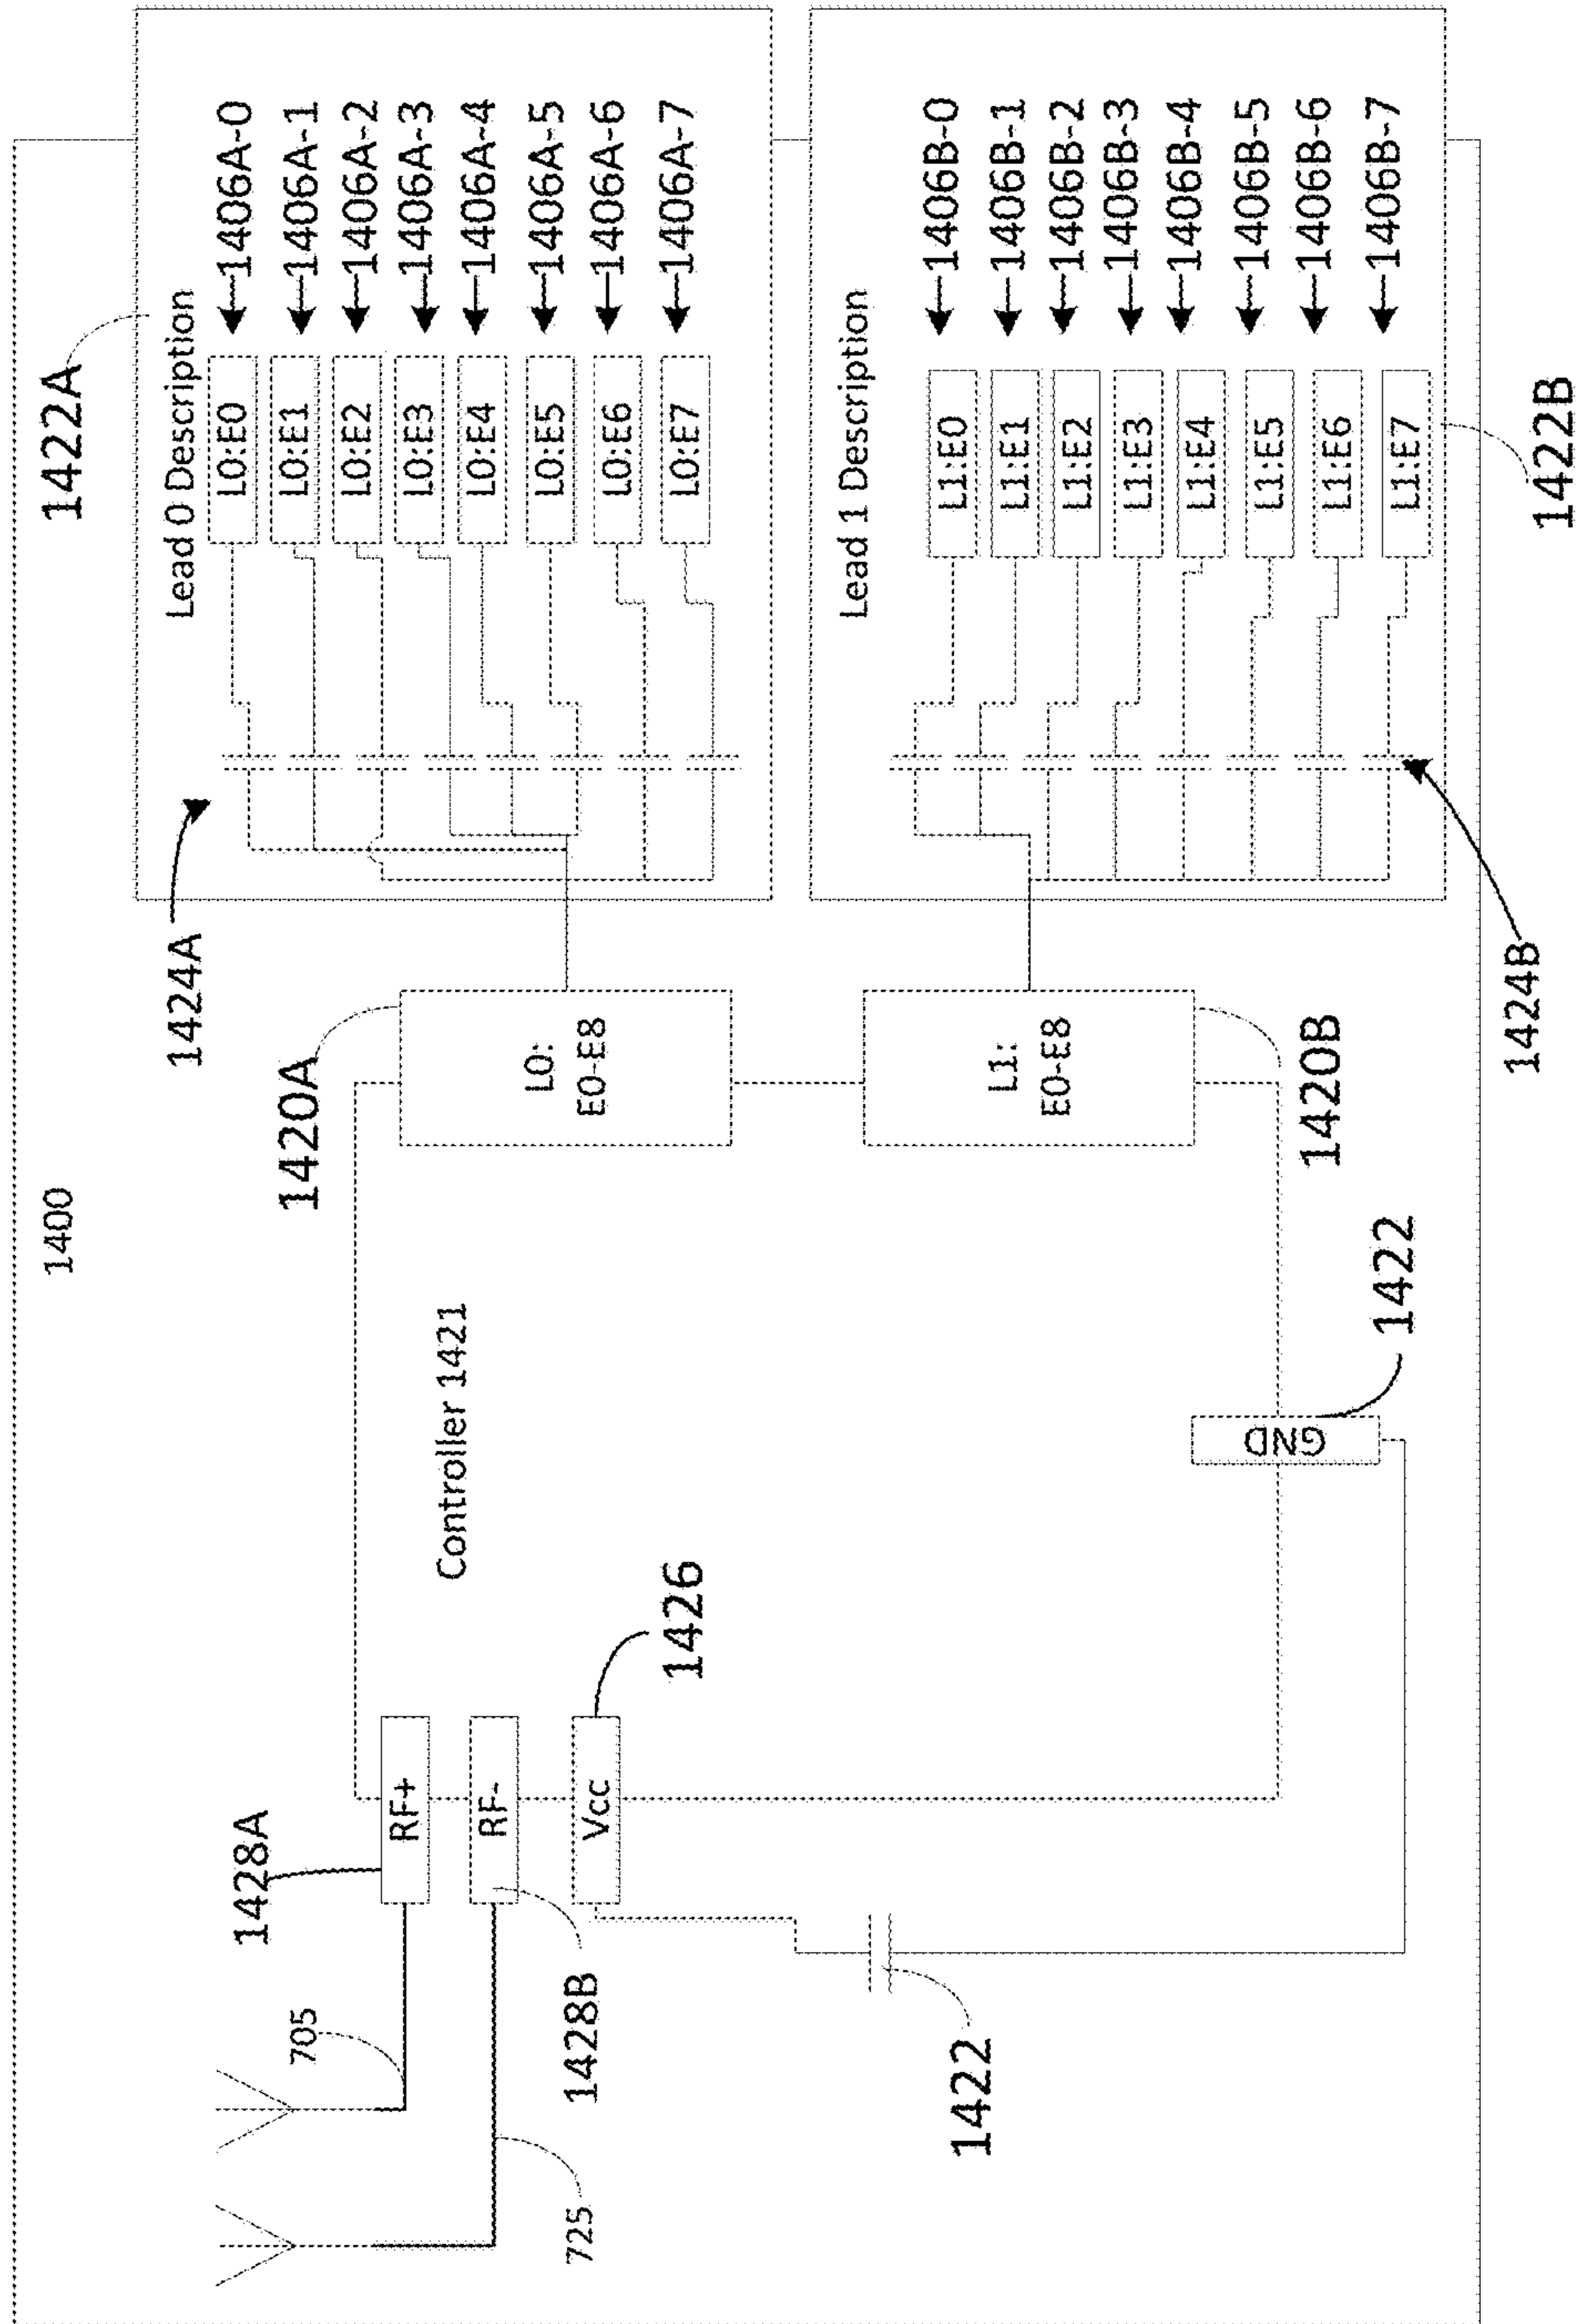 1400
1422A
Lead 0 Description
1424A
L0:E0
1406A-0
L0:E1
1406A-1
L0:E2
1406A-2
L0:E3
1406A-3
L0:E4
1406A-4
L0:E5
1406A-5
L0:E6
1406A-6
L0:E7
1406A-7
1428A
705
RF+
RF-
1428B
725
Vcc
1426
Controller 1421
1420A
L0:
E0-E8
L1:
E0-E8
1420B
Lead 1 Description
L1:E0
1406B-0
L1:E1
1406B-1
L1:E2
1406B-2
L1:E3
1406B-3
L1:E4
1406B-4
L1:E5
1406B-5
L1:E6
1406B-6
L1:E7
1406B-7
1422
GND
1422
1424B
1422B